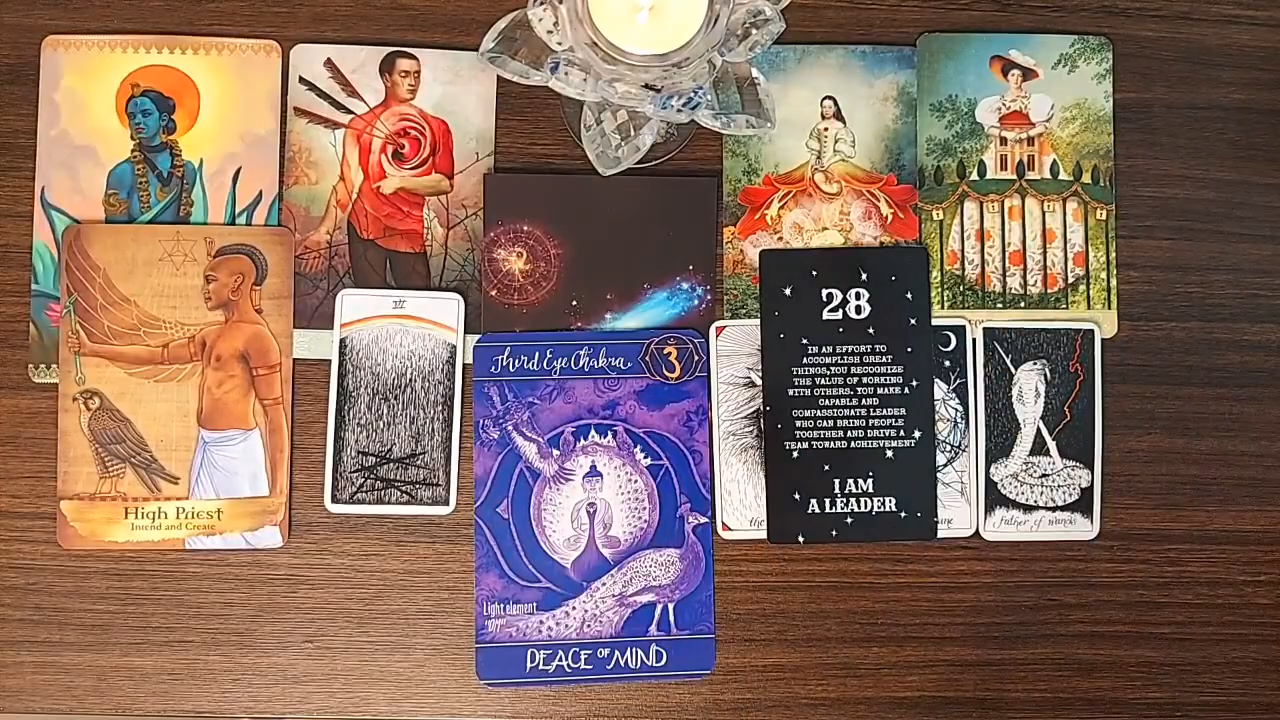 High Priest
Intend and Create
VI
Third Eye Chakra
3
Light element
"OM"
PEACE OF MIND
the
28
IN AN EFFORT TO
ACCOMPLISH GREAT
THINGS,YOU RECOGNIZE
THE VALUE OF WORKING
WITH OTHERS. YOU MAKE A
CAPABLE AND
COMPASSIONATE LEADER
WHO CAN BRING PEOPLE
TOGETHER AND DRIVE A
TEAM TOWARD ACHIEVEMENT
I AM
A LEADER
father of wands